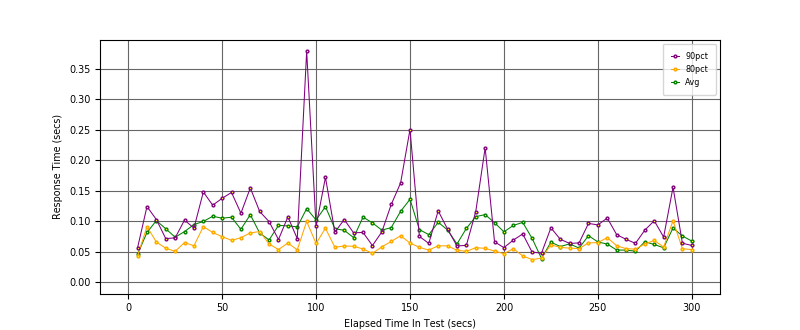 90pct
80pct
Avg
0.35
0.30
0.25
0.20
0.15
0.10
0.05
0.00
Response Time (secs)
0 50 100 150 200 250 300
Elapsed Time In Test (secs)